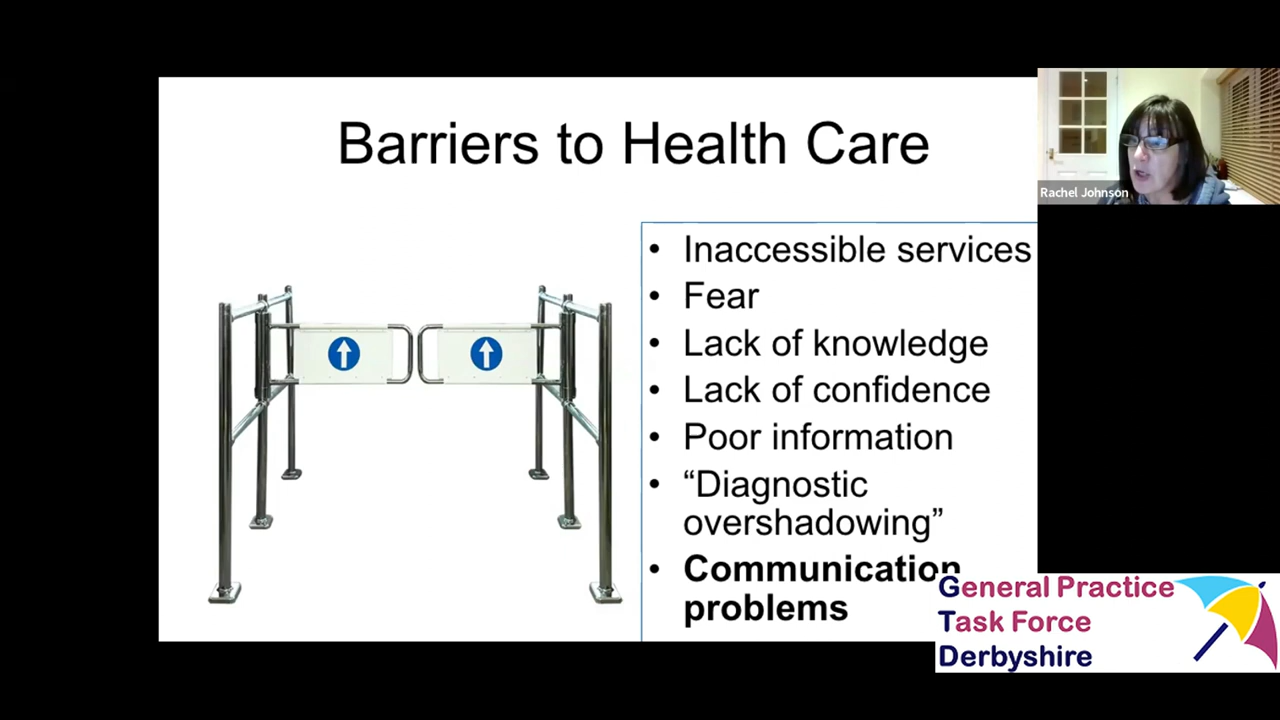 Barriers to Health Care
Rachel Johnson
• Inaccessible services
• Fear
• Lack of knowledge
• Lack of confidence
• Poor information
• “Diagnostic
overshadowing”
• Communication
problems
General Practice
Task Force
Derbyshire